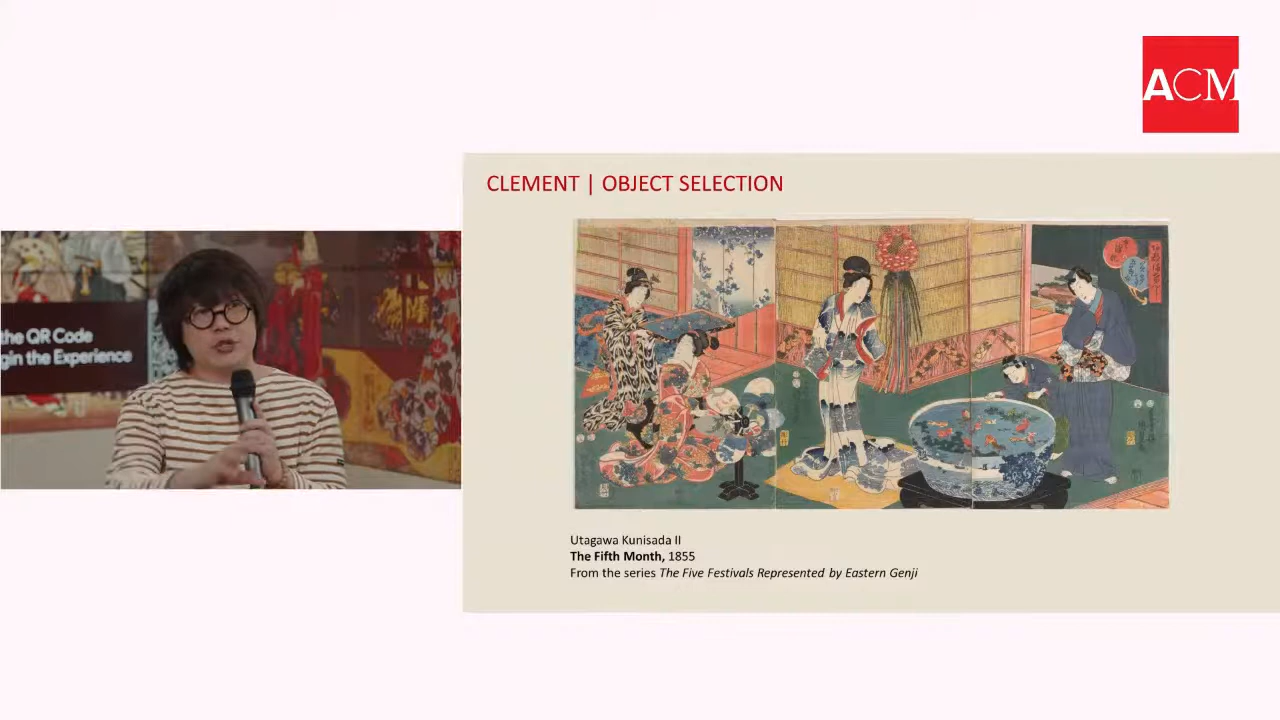 ACM
CLEMENT | OBJECT SELECTION
the QR Code
gin the Experience
Utagawa Kunisada II
The Fifth Month, 1855
From the series The Five Festivals Represented by Eastern Genji